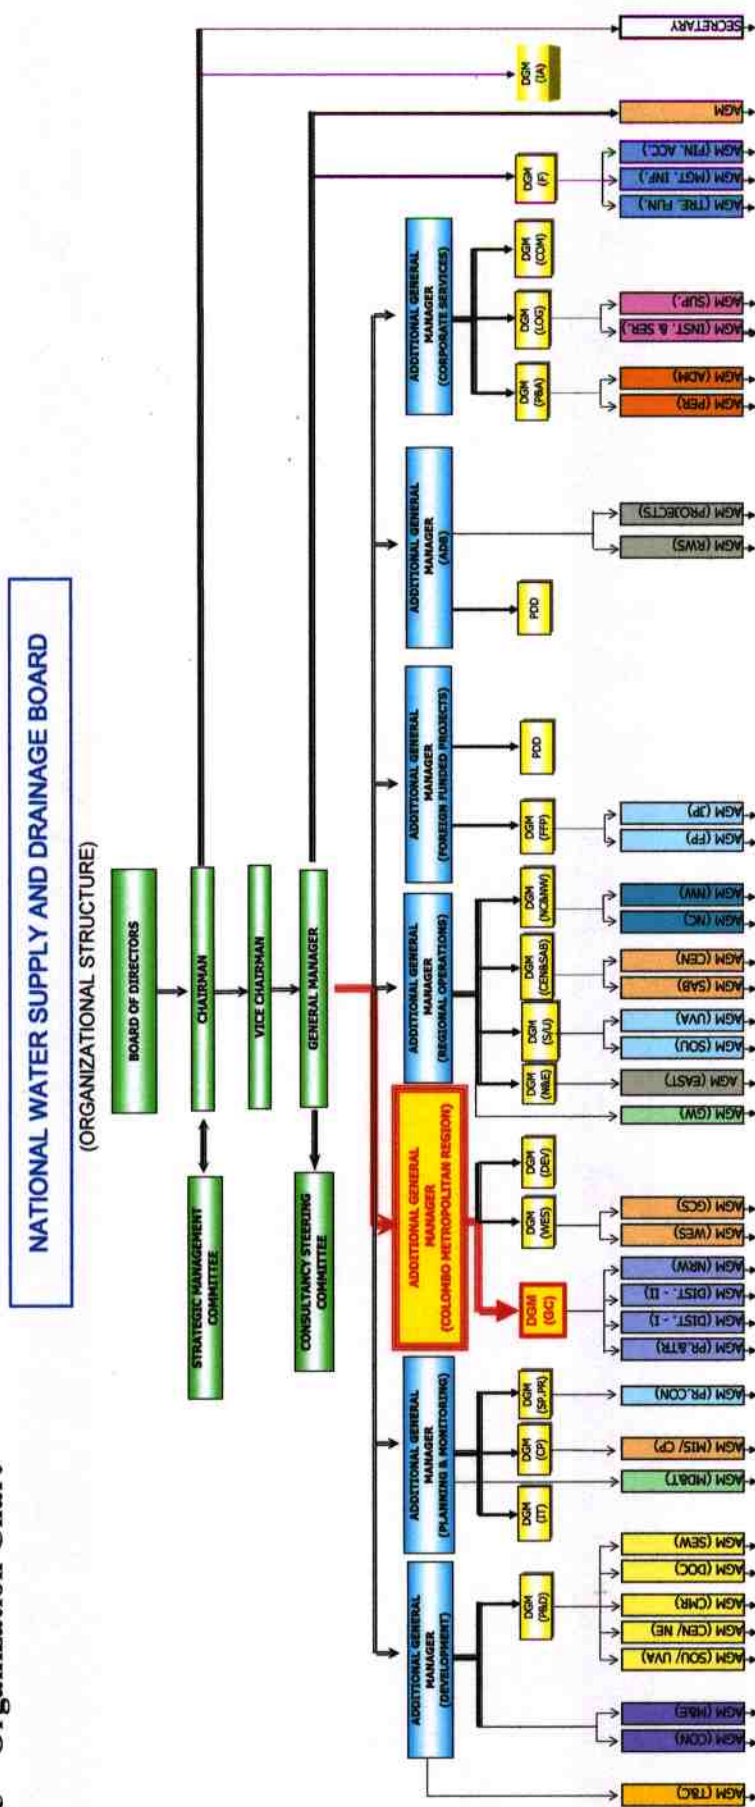 Organization Chart
NATIONAL WATER SUPPLY AND DRAINAGE BOARD
(ORGANIZATIONAL STRUCTURE)
BOARD OF DIRECTORS
STRATEGIC MANAGEMENT
COMMITTEE
CHAIRMAN
VICE CHAIRMAN
CONSULTANCY STEERING
COMMITTEE
GENERAL MANAGER
ADDITIONAL GENERAL
MANAGER
(DEVELOPMENT)
ADDITIONAL GENERAL
MANAGER
(PLANNING & MONITORING)
ADDITIONAL GENERAL
MANAGER
(COLOMBO METROPOLITAN REGION)
ADDITIONAL GENERAL
MANAGER
(REGIONAL OPERATIONS)
ADDITIONAL GENERAL
MANAGER
(FOREIGN FUNDED PROJECTS)
ADDITIONAL GENERAL
MANAGER
(ADB)
ADDITIONAL GENERAL
MANAGER
(CORPORATE SERVICES)
DGM
(P&D)
DGM
(IT)
DGM
(CP)
DGM
(SP.PR)
DGM
(GC)
DGM
(WES)
DGM
(DEV)
DGM
(N&E)
DGM
(S/U)
DGM
(CEN&SAB)
DGM
(NC&NW)
DGM
(FFP)
PDD
PDD
DGM
(P&A)
DGM
(LOG)
DGM
(COM)
DGM
(F)
DGM
(IA)
AGM (T&C)
AGM (CON)
AGM (M&E)
AGM (SOU/ UVA)
AGM (CEN/ NE)
AGM (CMR)
AGM (DOC)
AGM (SEW)
AGM (MD&T)
AGM (MIS/ CP)
AGM (PR.CON)
AGM (PR.&TR)
AGM (DIST. - I)
AGM (DIST. - II)
AGM (NRW)
AGM (WES)
AGM (GCS)
AGM (GW)
AGM (EAST)
AGM (SOU)
AGM (UVA)
AGM (SAB)
AGM (CEN)
AGM (NC)
AGM (NW)
AGM (FP)
AGM (JP)
AGM (RWS)
AGM (PROJECTS)
AGM (PER)
AGM (ADM)
AGM (INST. & SER.)
AGM (SUP.)
AGM (TRE. FUN.)
AGM (MGT. INF.)
AGM (FIN. ACC.)
AGM
SECRETARY